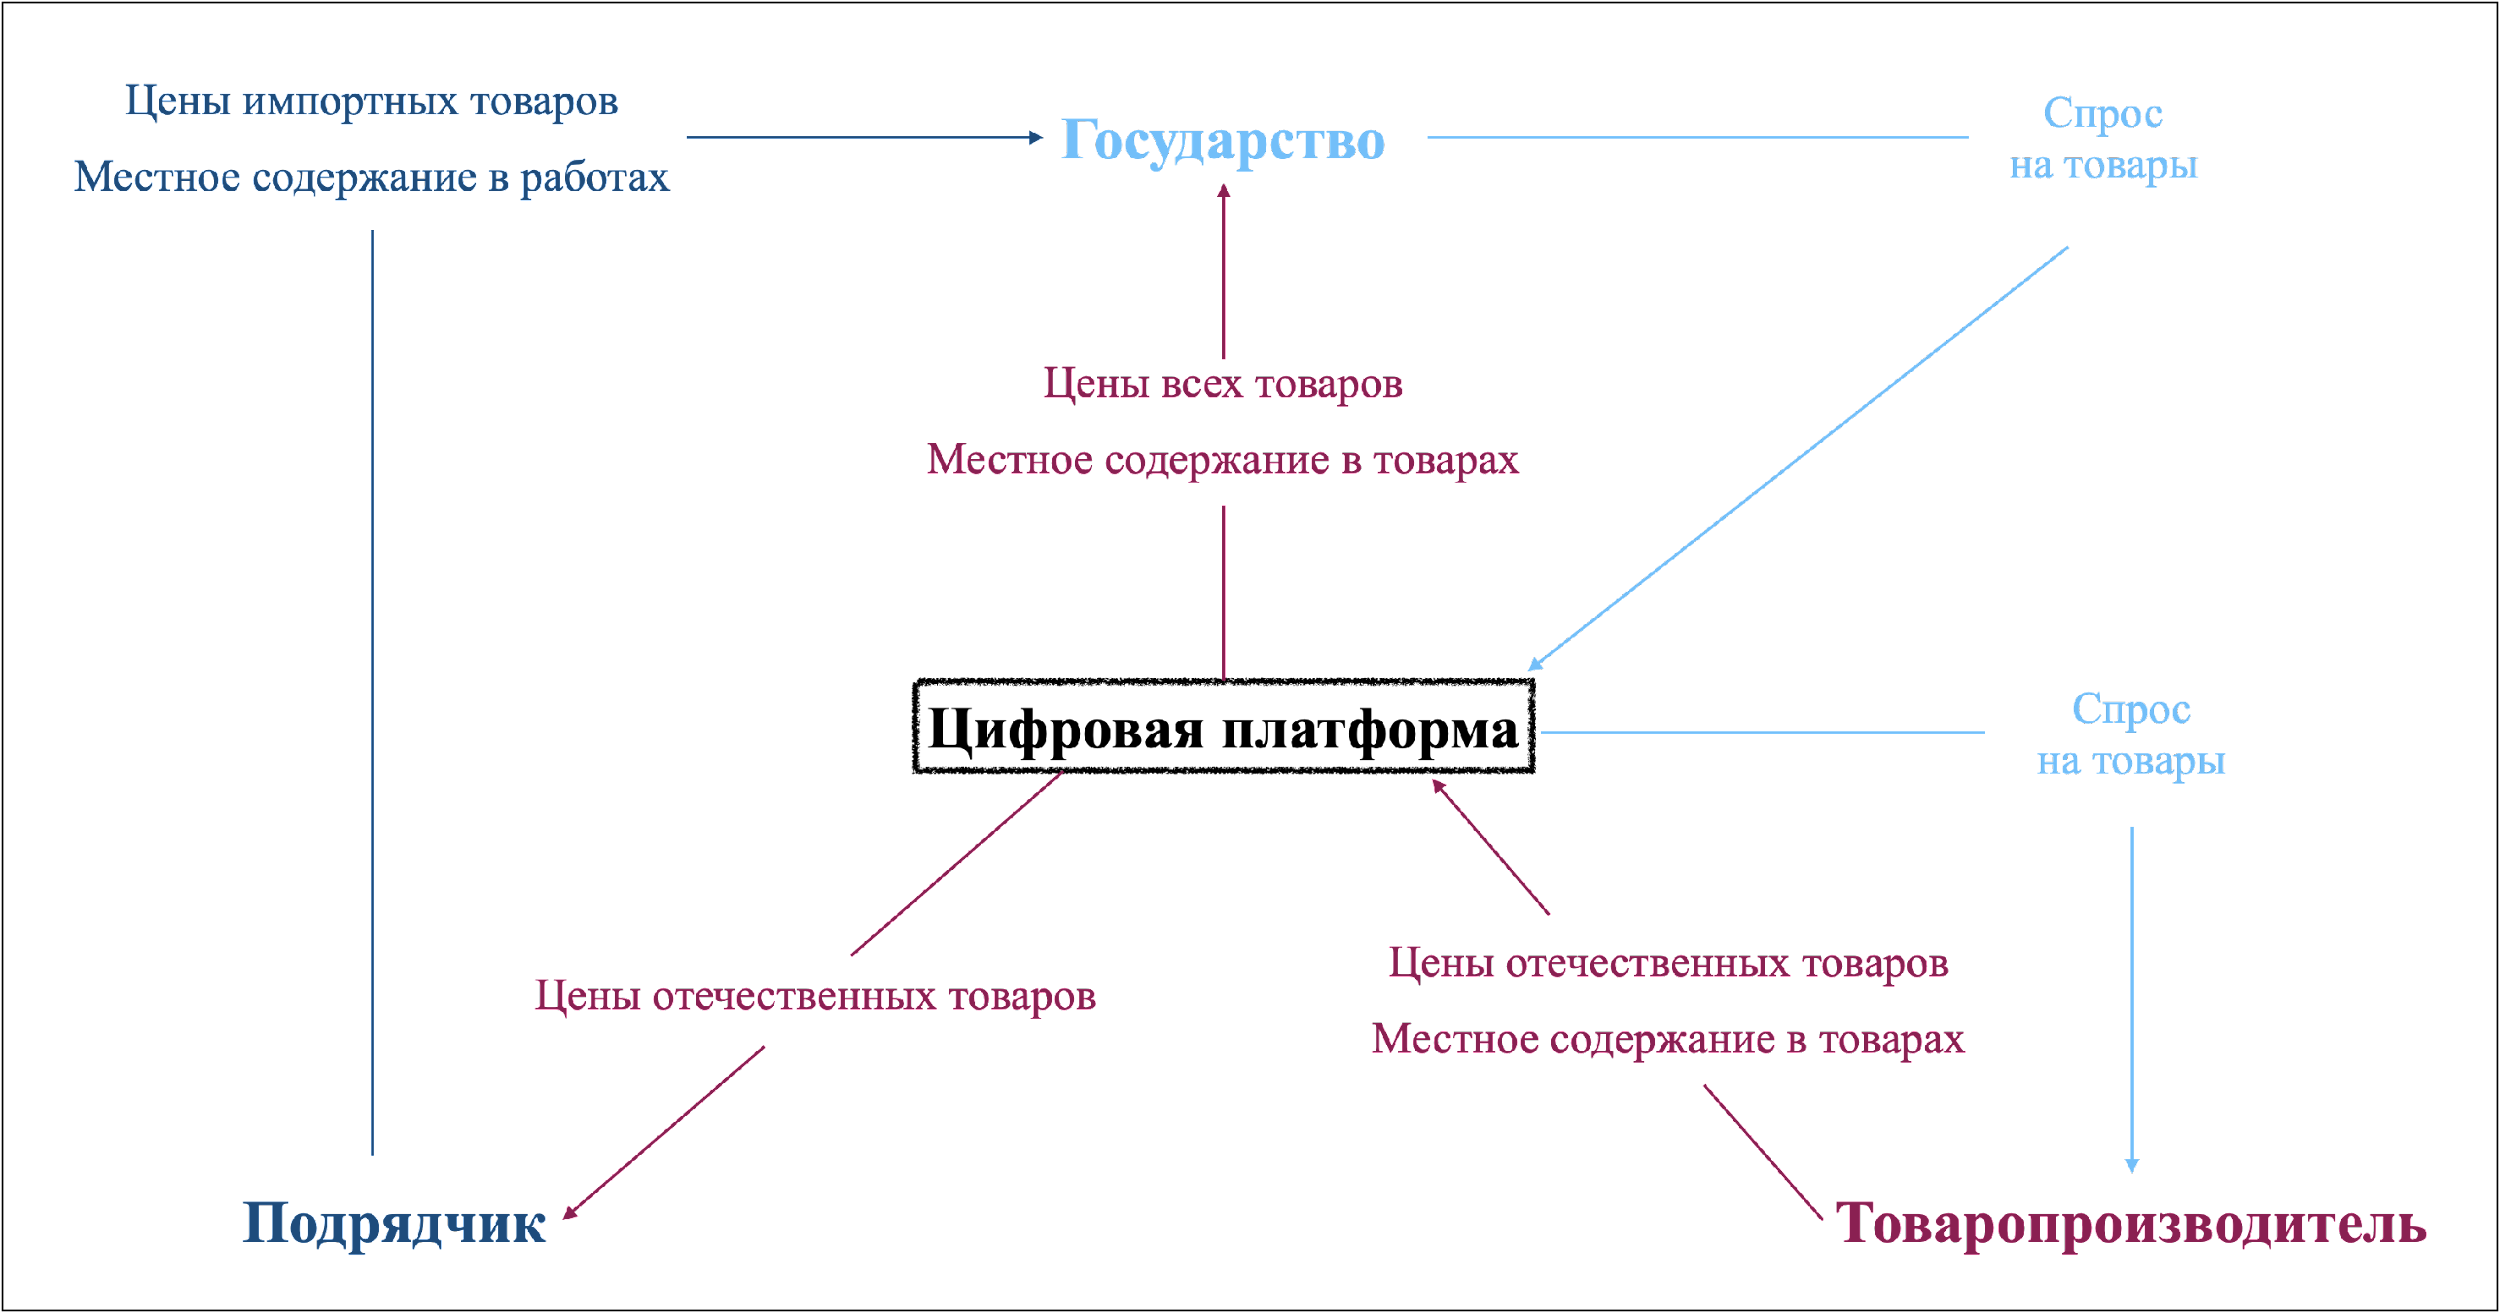 Цены импортных товаров
Местное содержание в работах
Государство
Спрос
на товары
Цены всех товаров
Местное содержание в товарах
Цифровая платформа
Спрос
на товары
Цены отечественных товаров
Цены отечественных товаров
Местное содержание в товарах
Подрядчик
Товаропроизводитель